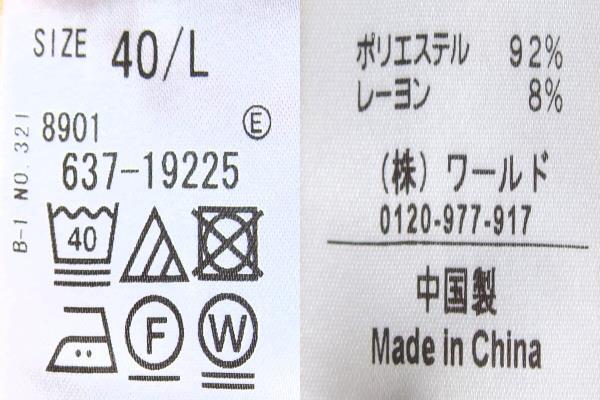 SIZE 40/L
8901 Ⓔ
637-19225
B-1 NO. 321
40
F W
ポリエステル 92%
レーヨン 8%
(株) ワールド
0120-977-917
中国製
Made in China